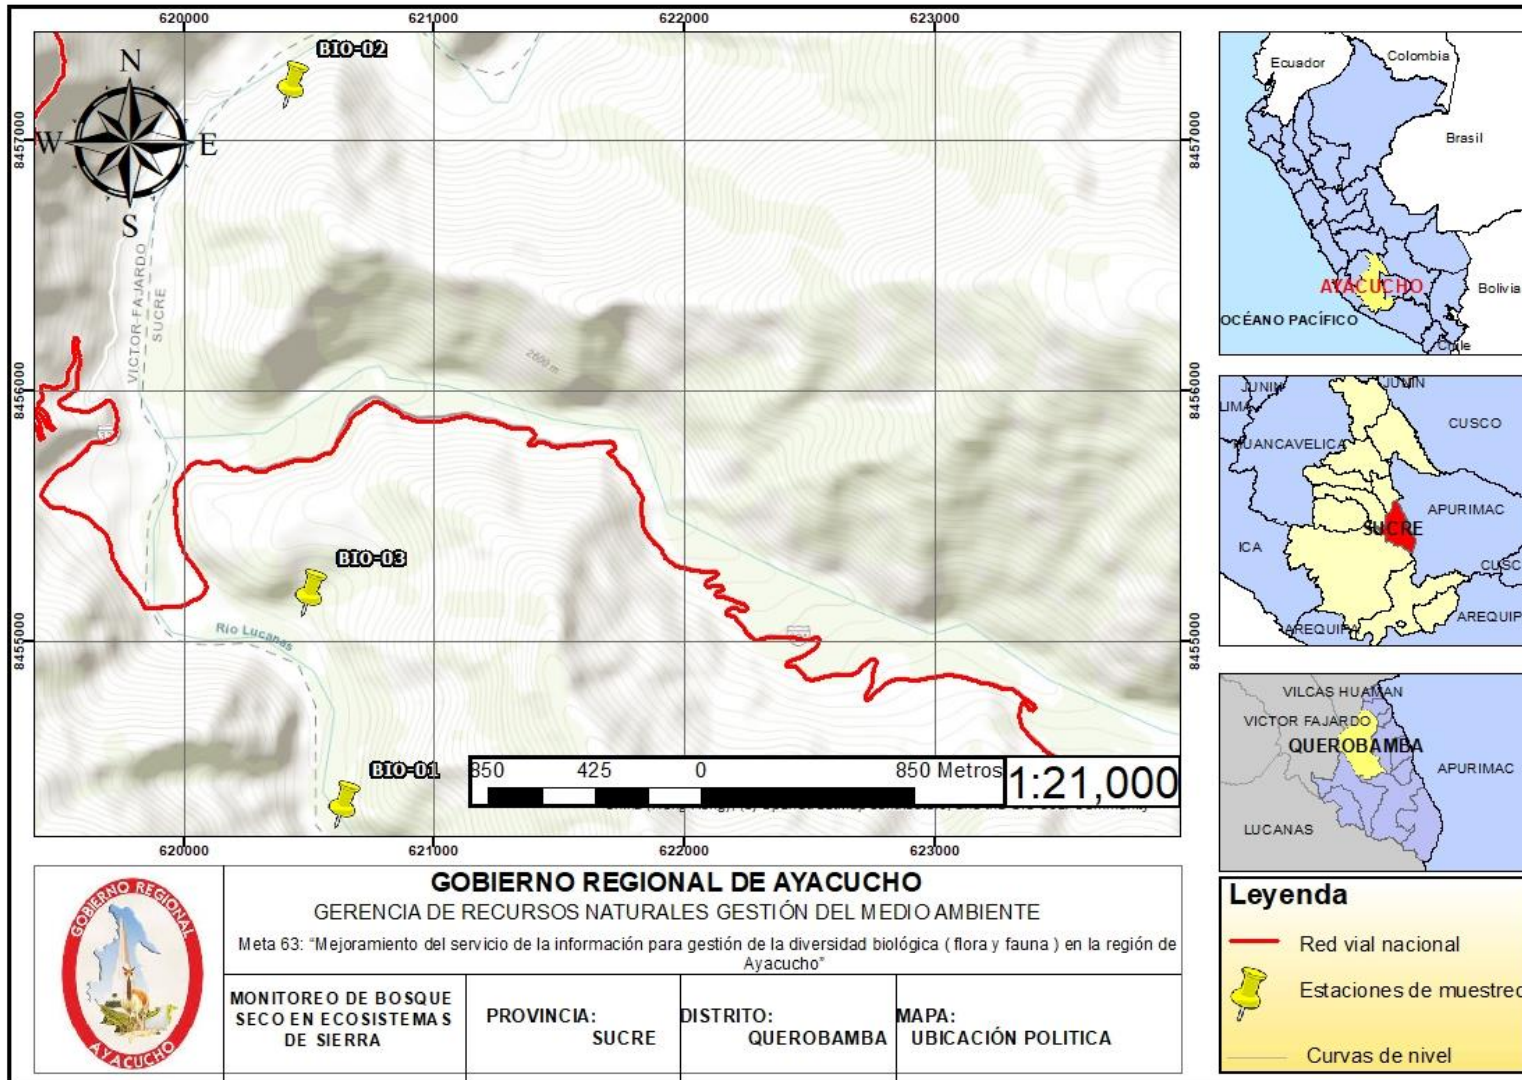 620000
621000
622000
623000
BIO-02
N
W
E
S
8457000
8457000
VICTOR-FAJARDO
SUCRE
2600 m
8456000
8456000
BIO-03
8455000
8455000
Río Lucanas
BIO-01
850 425 0 850 Metros
1:21,000
620000
621000
622000
623000
Ecuador
Colombia
Brasil
AYACUCHO
Bolivia
OCÉANO PACÍFICO
Chile
JUNIN
JUNIN
LIMA
CUSCO
HUANCAVELICA
APURIMAC
SUCRE
ICA
CUSC
AREQUIPA
AREQUIP
VILCAS HUAMAN
VICTOR FAJARDO
QUEROBAMBA
APURIMAC
LUCANAS
GOBIERNO REGIONAL
AYACUCHO
GOBIERNO REGIONAL DE AYACUCHO
GERENCIA DE RECURSOS NATURALES GESTIÓN DEL MEDIO AMBIENTE
Meta 63: “Mejoramiento del servicio de la información para gestión de la diversidad biológica ( flora y fauna ) en la región de
Ayacucho”
MONITOREO DE BOSQUE
SECO EN ECOSISTEMAS
DE SIERRA
PROVINCIA:
SUCRE
DISTRITO:
QUEROBAMBA
MAPA:
UBICACIÓN POLITICA
Leyenda
Red vial nacional
Estaciones de muestreo
Curvas de nivel